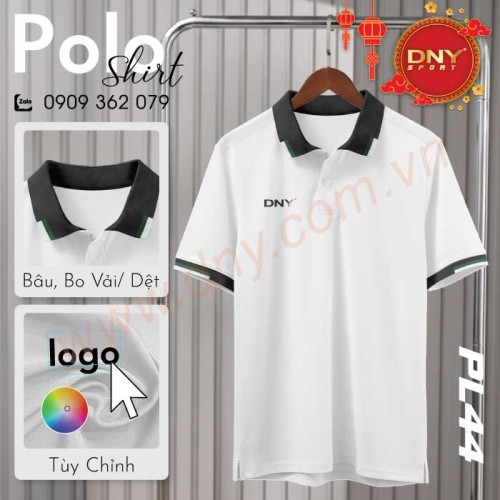 Polo
Shirt
Zalo 0909 362 079
DNY
SPORT
DNY
www.dny.com.vn
Bâu, Bo Vải/ Dệt
logo
Tùy Chỉnh
PL44